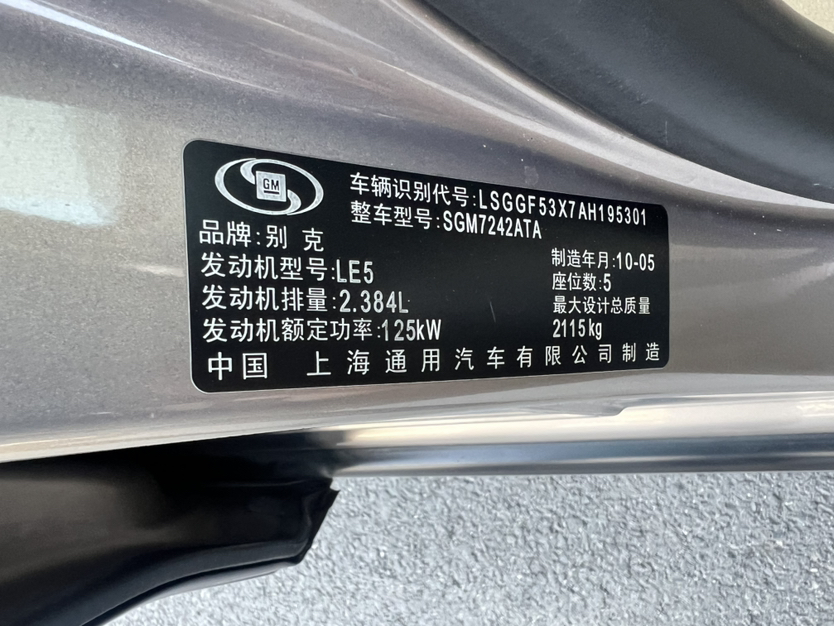 GM
车辆识别代号:LSGGF53X7AH195301
整车型号:SGM7242ATA
品牌:别克
制造年月:10-05
发动机型号:LE5
座位数:5
发动机排量:2.384L
最大设计总质量
发动机额定功率:125kW
2115kg
中国 上海通用汽车有限公司制造